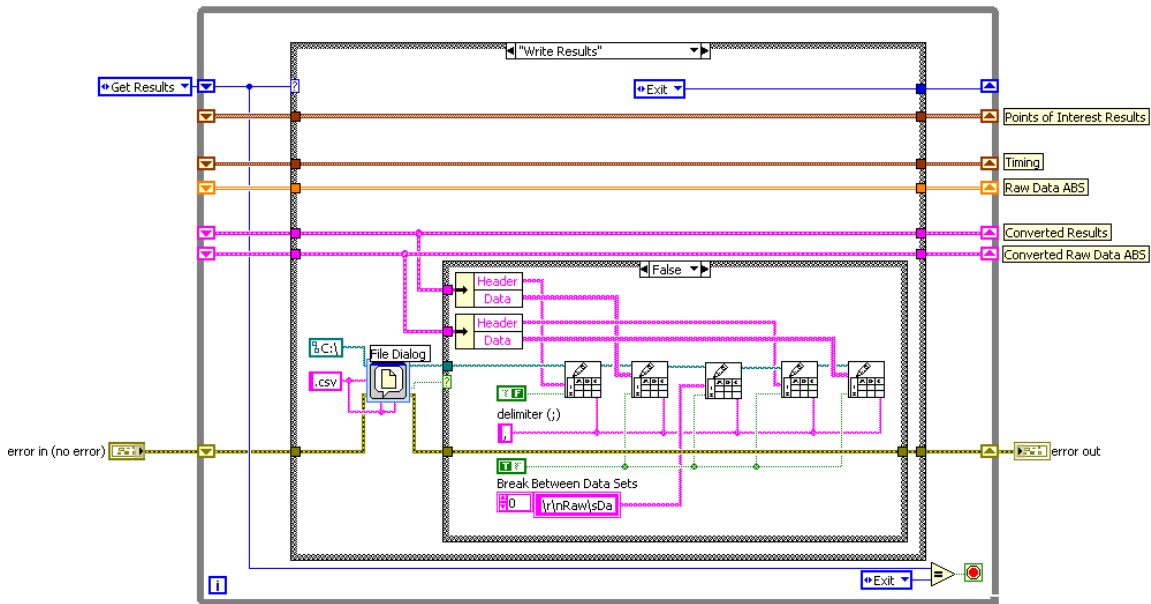 "Write Results"
Get Results
Exit
Points of Interest Results
Timing
Raw Data ABS
Converted Results
Converted Raw Data ABS
False
Header
Data
Header
Data
C:\
File Dialog
.csv
?
?
F
delimiter (;)
,
error in (no error)
error out
T
Break Between Data Sets
0
\r\nRaw\sDa
i
Exit
=